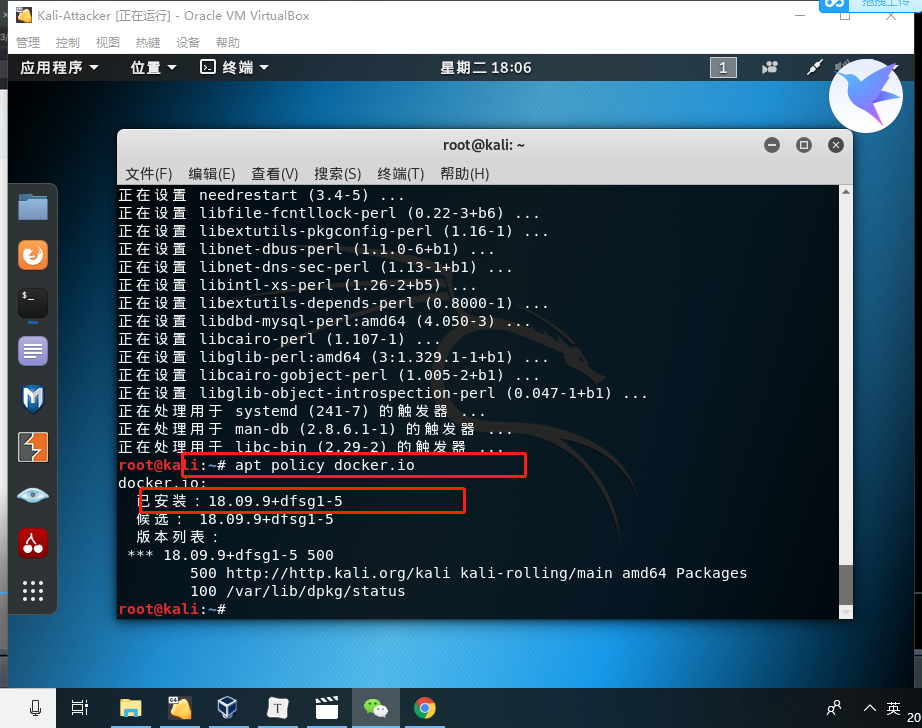 Kali-Attacker [正在运行] - Oracle VM VirtualBox
拖拽上传
管理 控制 视图 热键 设备 帮助
应用程序 位置 终端 星期二 18:06 1
root@kali: ~
文件(F) 编辑(E) 查看(V) 搜索(S) 终端(T) 帮助(H)
正在设置 needrestart (3.4-5) ...
正在设置 libfile-fcntllock-perl (0.22-3+b6) ...
正在设置 libextutils-pkgconfig-perl (1.16-1) ...
正在设置 libnet-dbus-perl (1.1.0-6+b1) ...
正在设置 libnet-dns-sec-perl (1.13-1+b1) ...
正在设置 libintl-xs-perl (1.26-2+b5) ...
正在设置 libextutils-depends-perl (0.8000-1) ...
正在设置 libdbd-mysql-perl:amd64 (4.050-3) ...
正在设置 libcairo-perl (1.107-1) ...
正在设置 libglib-perl:amd64 (3:1.329.1-1+b1) ...
正在设置 libcairo-gobject-perl (1.005-2+b1) ...
正在设置 libglib-object-introspection-perl (0.047-1+b1) ...
正在处理用于 systemd (241-7) 的触发器 ...
正在处理用于 man-db (2.8.6.1-1) 的触发器 ...
正在处理用于 libc-bin (2.29-2) 的触发器 ...
root@kali:~# apt policy docker.io
docker.io:
已安装：18.09.9+dfsg1-5
候选： 18.09.9+dfsg1-5
版本列表：
*** 18.09.9+dfsg1-5 500
500 http://http.kali.org/kali kali-rolling/main amd64 Packages
100 /var/lib/dpkg/status
root@kali:~#
$_
64
T
英
20